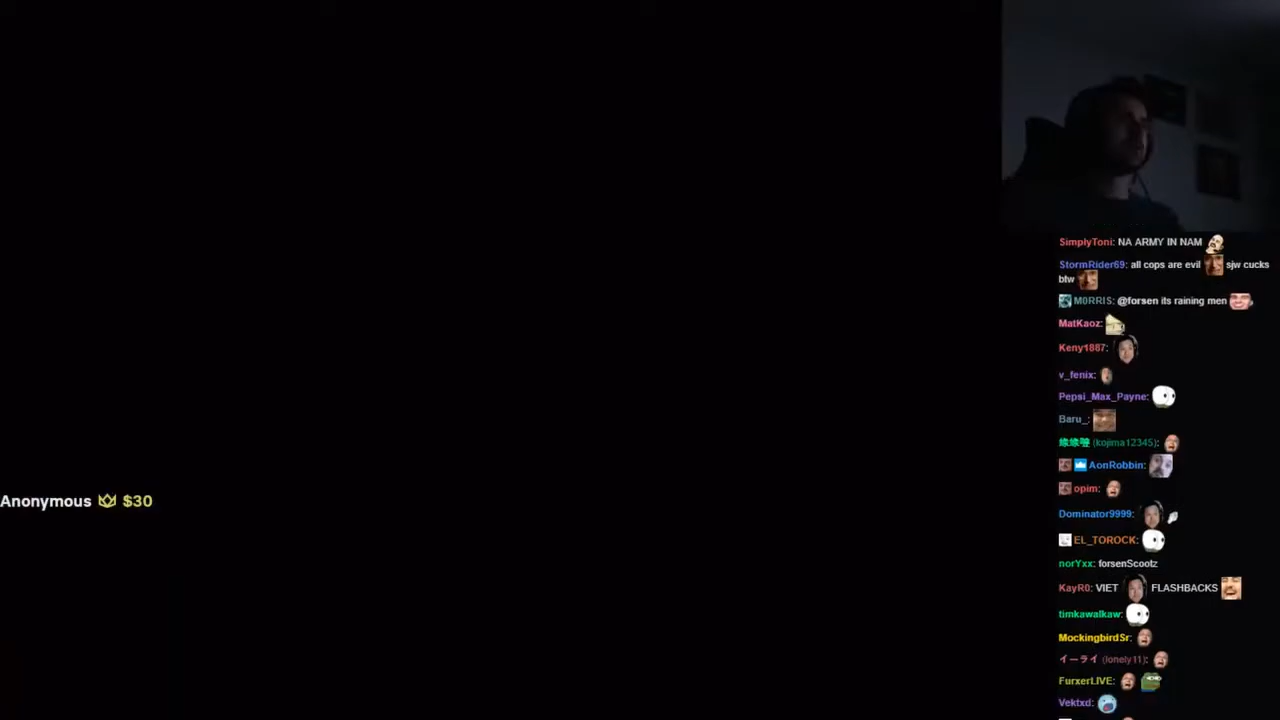 SimplyToni: NA ARMY IN NAM
StormRider69: all cops are evil sjw cucks
btw
M0RRIS: @forsen its raining men
MatKaoz:
Keny1887:
v_fenix:
Pepsi_Max_Payne:
Baru_:
(kojima12345):
AonRobbin:
opim:
Anonymous $30
Dominator9999:
EL_TOROCK:
norYxx: forsenScootz
KayR0: VIET FLASHBACKS
timkawalkaw:
MockingbirdSr:
イーライ (lonely11):
FurxerLIVE:
Vektxd: